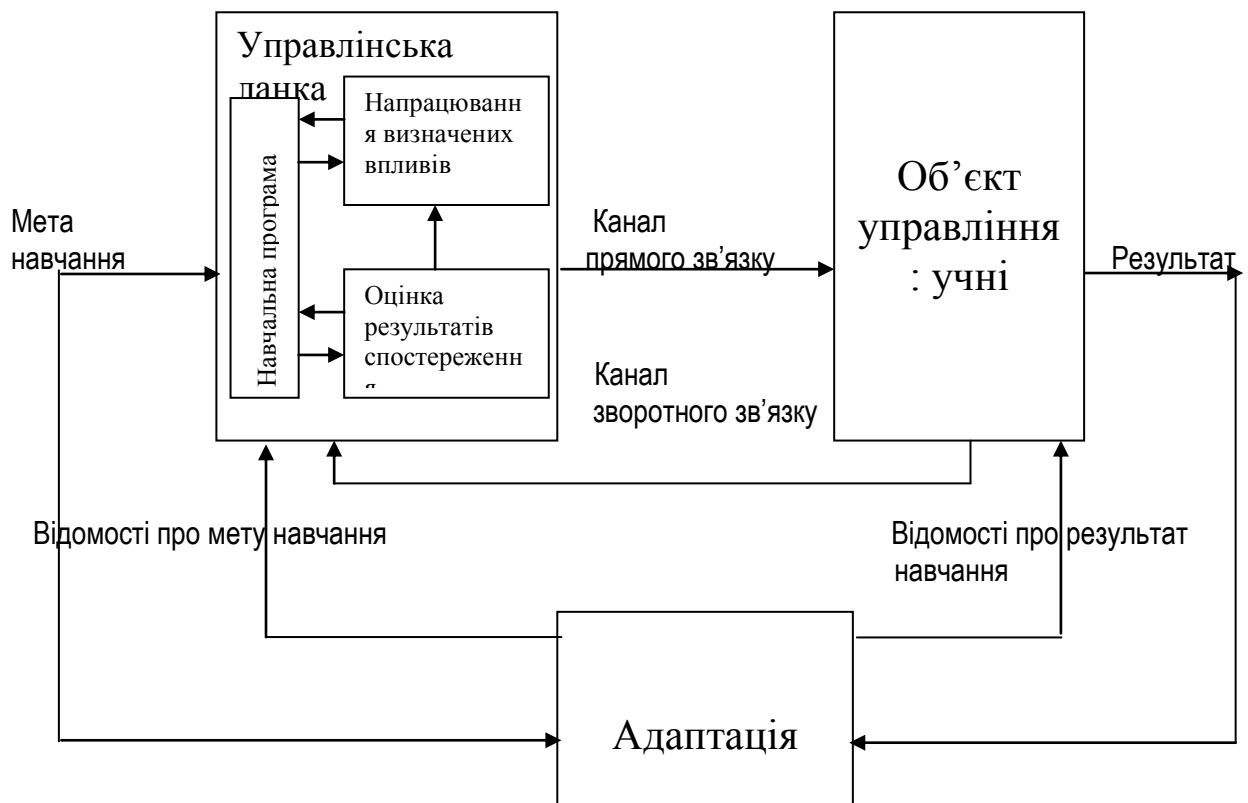 Управлінська
ланка
Напрацюванн
я визначених
впливів
Навчальна програма
Оцінка
результатів
спостереженн
я
Мета
навчання
Канал
прямого зв’язку
Канал
зворотного зв’язку
Об’єкт
управління
: учні
Результат
Відомості про мету навчання
Відомості про результат
навчання
Адаптація